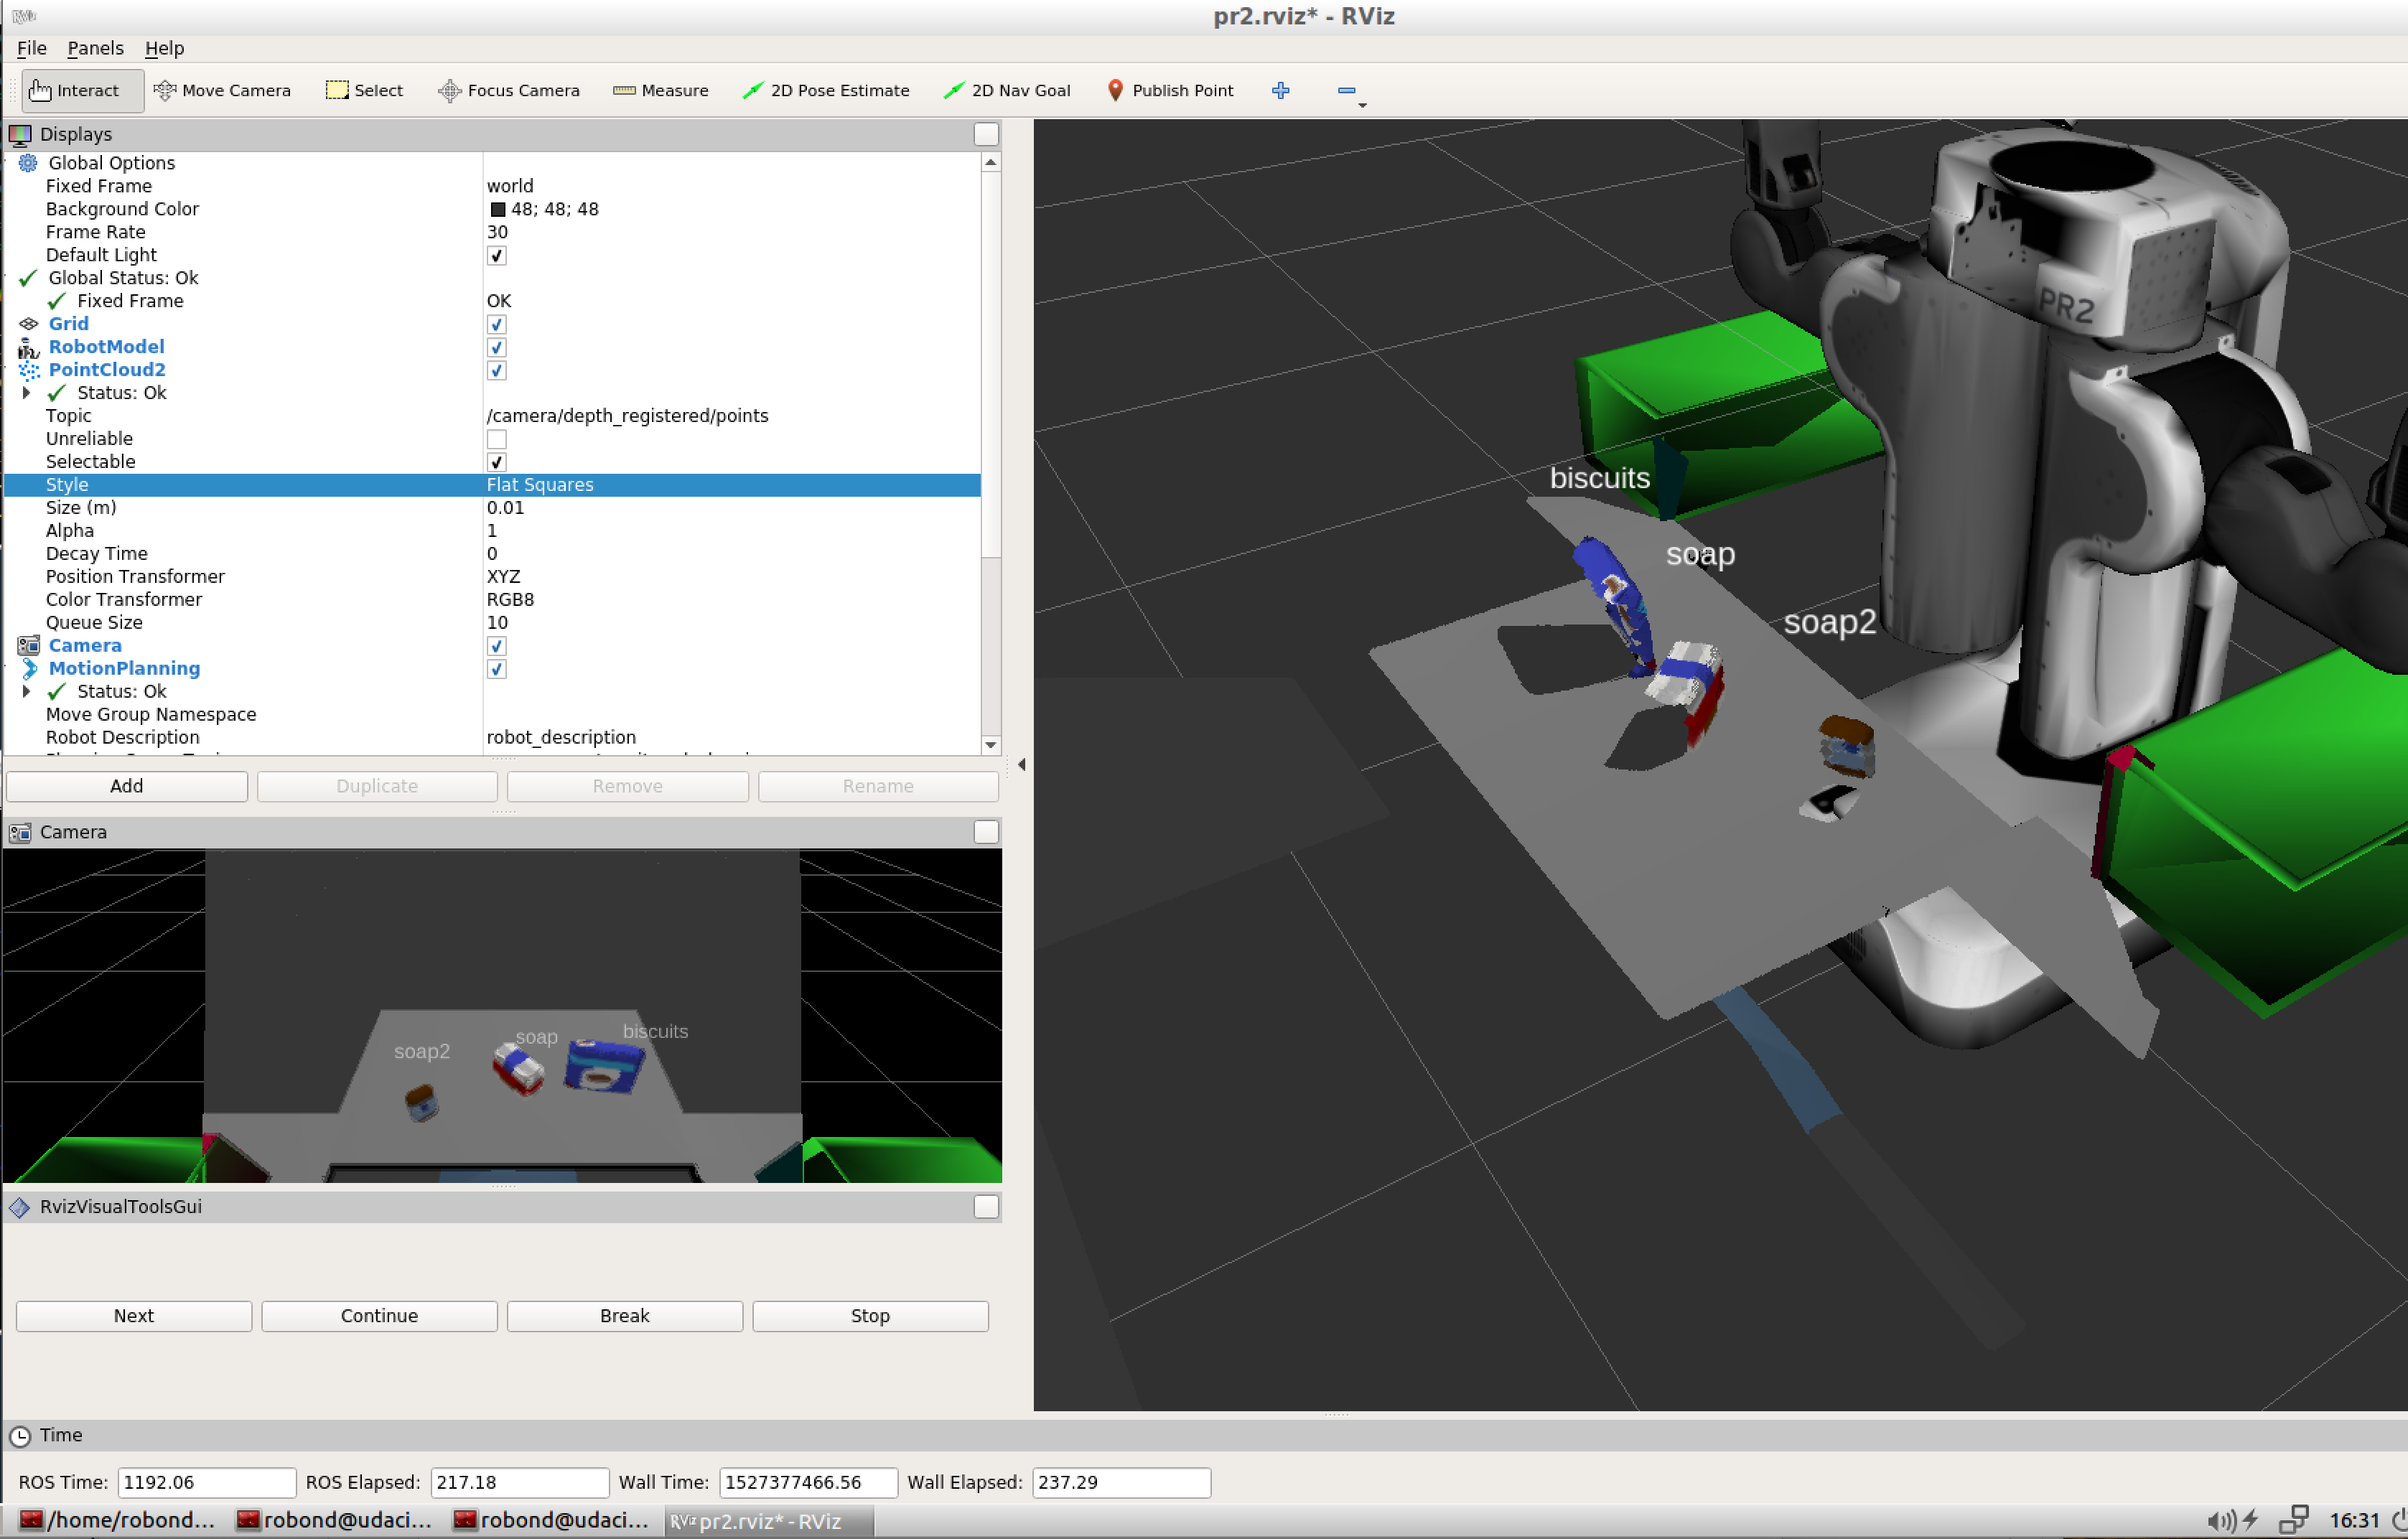 RViz
pr2.rviz* - RViz
File Panels Help
Interact Move Camera Select Focus Camera Measure 2D Pose Estimate 2D Nav Goal Publish Point
Displays
Global Options
Fixed Frame world
Background Color 48; 48; 48
Frame Rate 30
Default Light
Global Status: Ok
Fixed Frame OK
Grid
RobotModel
PointCloud2
Status: Ok
Topic /camera/depth_registered/points
Unreliable
Selectable
Style Flat Squares
Size (m) 0.01
Alpha 1
Decay Time 0
Position Transformer XYZ
Color Transformer RGB8
Queue Size 10
Camera
MotionPlanning
Status: Ok
Move Group Namespace
Robot Description robot_description
Add Duplicate Remove Rename
Camera
soap2 soap biscuits
RvizVisualToolsGui
Next Continue Break Stop
PR2
biscuits
soap
soap2
Time
ROS Time: 1192.06 ROS Elapsed: 217.18 Wall Time: 1527377466.56 Wall Elapsed: 237.29
/home/robond... robond@udaci... robond@udaci... RViz pr2.rviz* - RViz 16:31